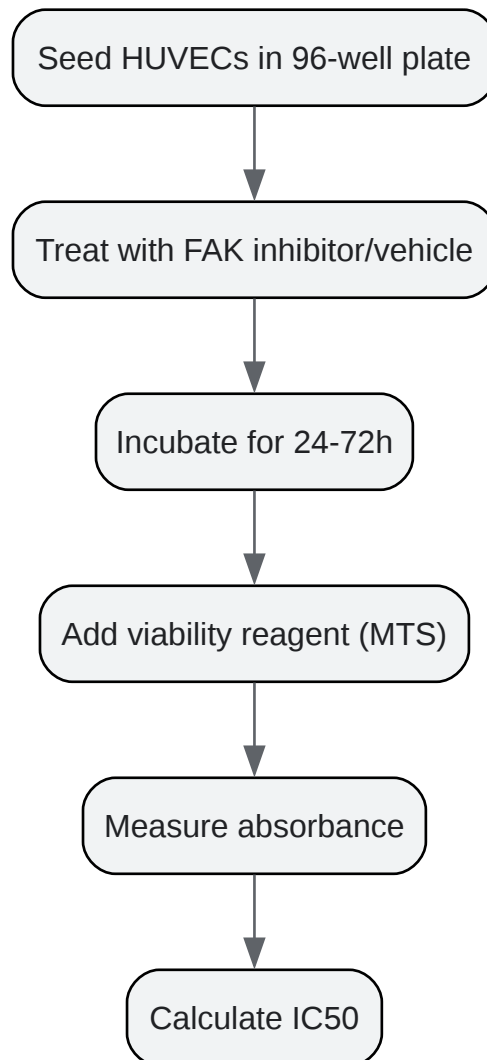 Seed HUVECs in 96-well plate
Treat with FAK inhibitor/vehicle
Incubate for 24-72h
Add viability reagent (MTS)
Measure absorbance
Calculate IC50